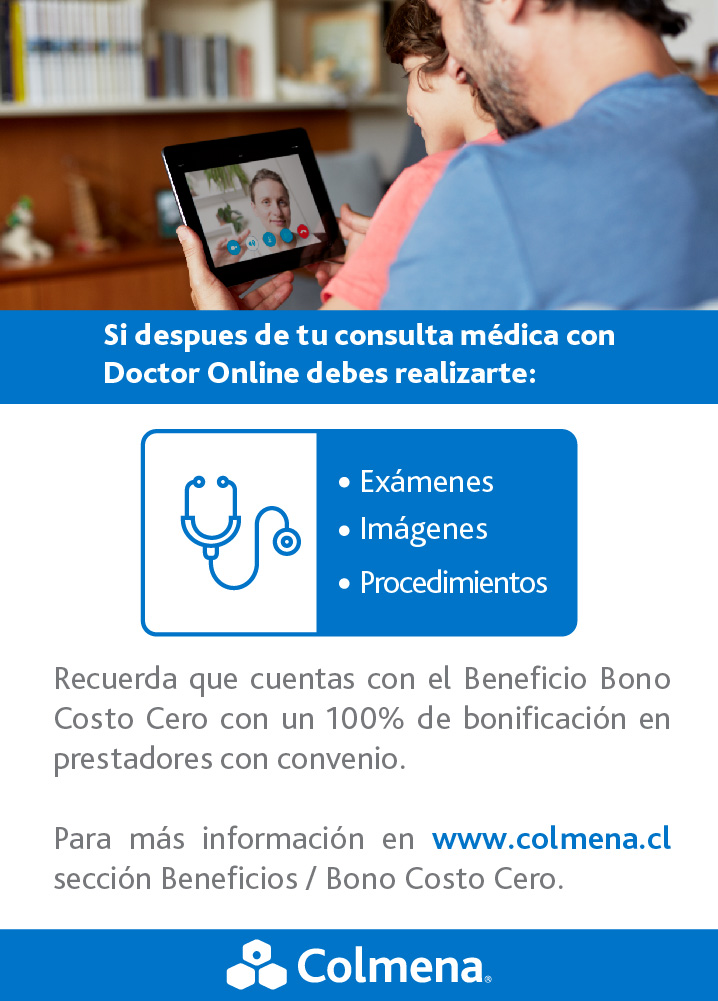 Si despues de tu consulta médica con
Doctor Online debes realizarte:
• Exámenes
• Imágenes
• Procedimientos
Recuerda que cuentas con el Beneficio Bono
Costo Cero con un 100% de bonificación en
prestadores con convenio.
Para más información en www.colmena.cl
sección Beneficios / Bono Costo Cero.
Colmena®